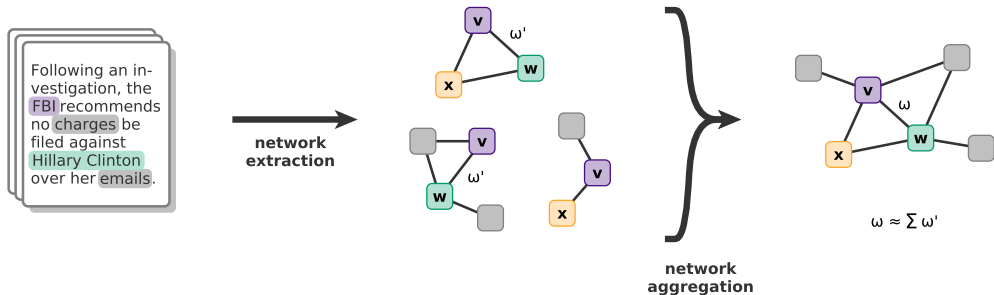 Following an in-
vestigation, the
FBI recommends
no charges be
filed against
Hillary Clinton
over her emails.
network
extraction
v
ω'
w
x
v
ω'
w
v
x
network
aggregation
v
ω
w
x
ω ≈ Σ ω'